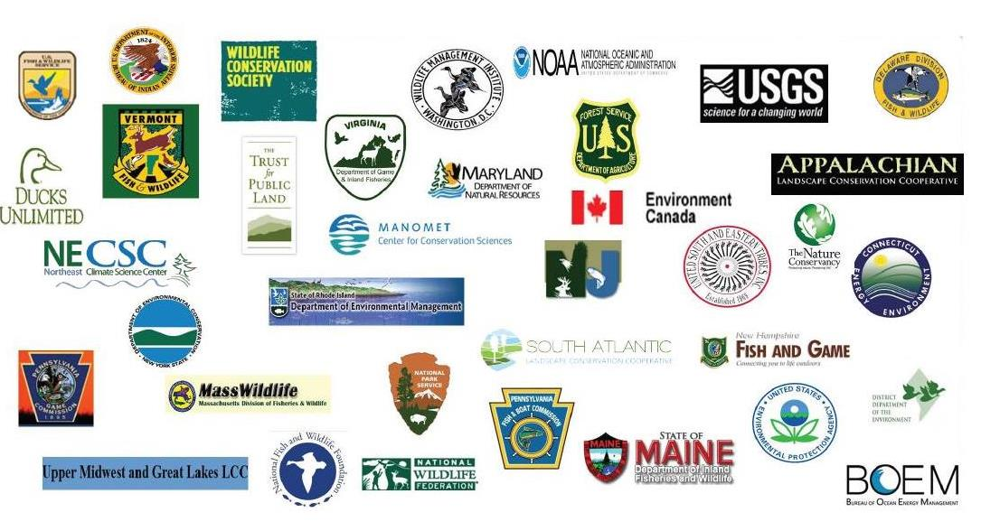 U.S.
FISH & WILDLIFE
SERVICE
U.S. DEPARTMENT OF THE INTERIOR
1824
BUREAU OF INDIAN AFFAIRS
WILDLIFE
CONSERVATION
SOCIETY
WILDLIFE MANAGEMENT INSTITUTE
WASHINGTON, D.C.
NOAA
NATIONAL OCEANIC AND
ATMOSPHERIC ADMINISTRATION
UNITED STATES DEPARTMENT OF COMMERCE
USGS
science for a changing world
DELAWARE DIVISION
FISH & WILDLIFE
VERMONT
FISH & WILDLIFE
VIRGINIA
Department of Game
& Inland Fisheries
FOREST SERVICE
U S
DEPARTMENT OF AGRICULTURE
DUCKS
UNLIMITED
THE
TRUST
for
PUBLIC
LAND
MARYLAND
DEPARTMENT OF
NATURAL RESOURCES
APPALACHIAN
LANDSCAPE CONSERVATION COOPERATIVE
Environment
Canada
MANOMET
Center for Conservation Sciences
NECSC
Northeast Climate Science Center
NJ
UNITED SOUTH AND EASTERN TRIBES, INC
Established 1969
The Nature
Conservancy
CONNECTICUT
ENERGY ENVIRONMENT
State of Rhode Island
Department of Environmental Management
DEPARTMENT OF ENVIRONMENTAL CONSERVATION
NEW YORK STATE
SOUTH ATLANTIC
LANDSCAPE CONSERVATION COOPERATIVE
New Hampshire
FISH AND GAME
Connecting you to life outdoors
PENNSYLVANIA
GAME
COMMISSION
1895
MassWildlife
Massachusetts Division of Fisheries & Wildlife
NATIONAL
PARK
SERVICE
PENNSYLVANIA
FISH & BOAT COMMISSION
UNITED STATES
ENVIRONMENTAL PROTECTION AGENCY
DISTRICT
DEPARTMENT
OF THE
ENVIRONMENT
Upper Midwest and Great Lakes LCC
National Fish and Wildlife Foundation
NATIONAL
WILDLIFE
FEDERATION
MAINE
STATE OF
MAINE
Department of Inland
Fisheries and Wildlife
BOEM
BUREAU OF OCEAN ENERGY MANAGEMENT